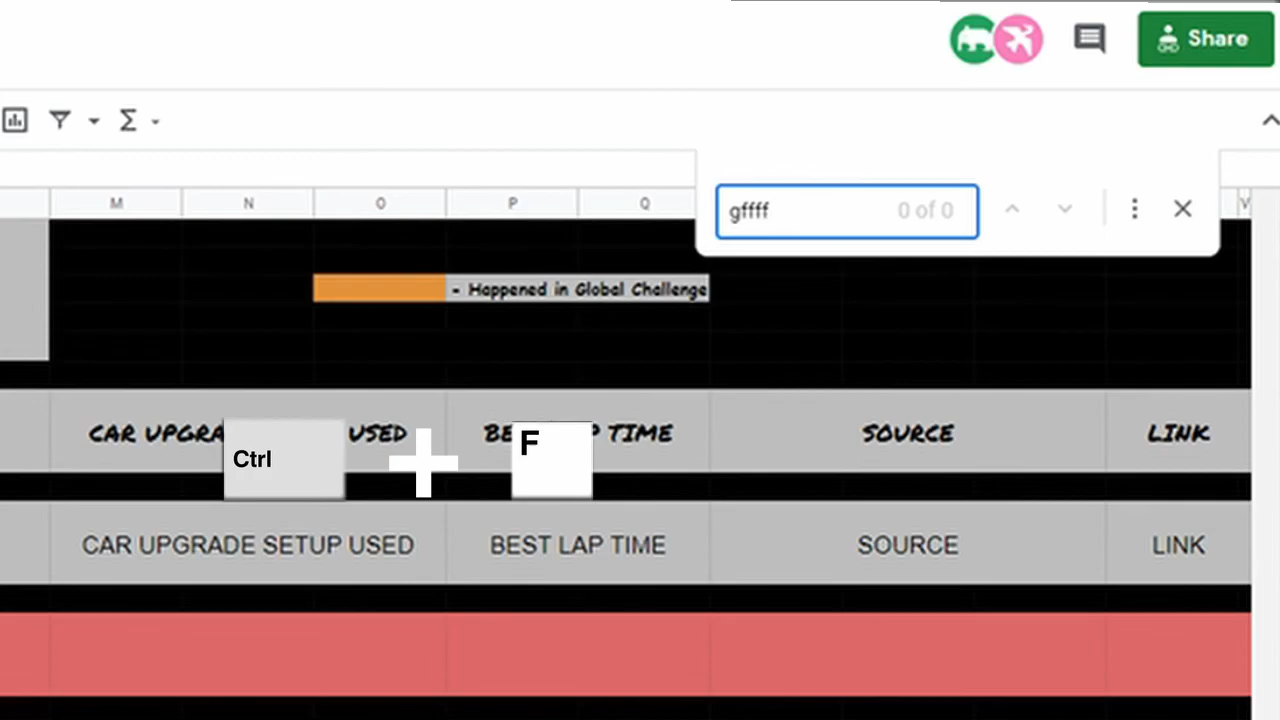 Share
M N O P Q
gffff 0 of 0
- Happened in Global Challenge
CAR UPGRA USED BE P TIME SOURCE LINK
Ctrl + F
CAR UPGRADE SETUP USED BEST LAP TIME SOURCE LINK